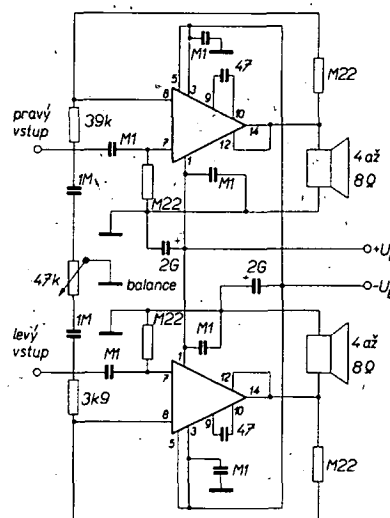 M1
5
3
47
8
9
10
M22
39k
14
pravý
vstup
M1
7
12
4 až
8Ω
1
M1
1M
M22
2G
+
+U
47k
balance
+
2G
-U
1M
M22
M1
levý
vstup
M1
1
12
4 až
8Ω
7
14
3k9
10
8
9
47
5
3
M22
M1